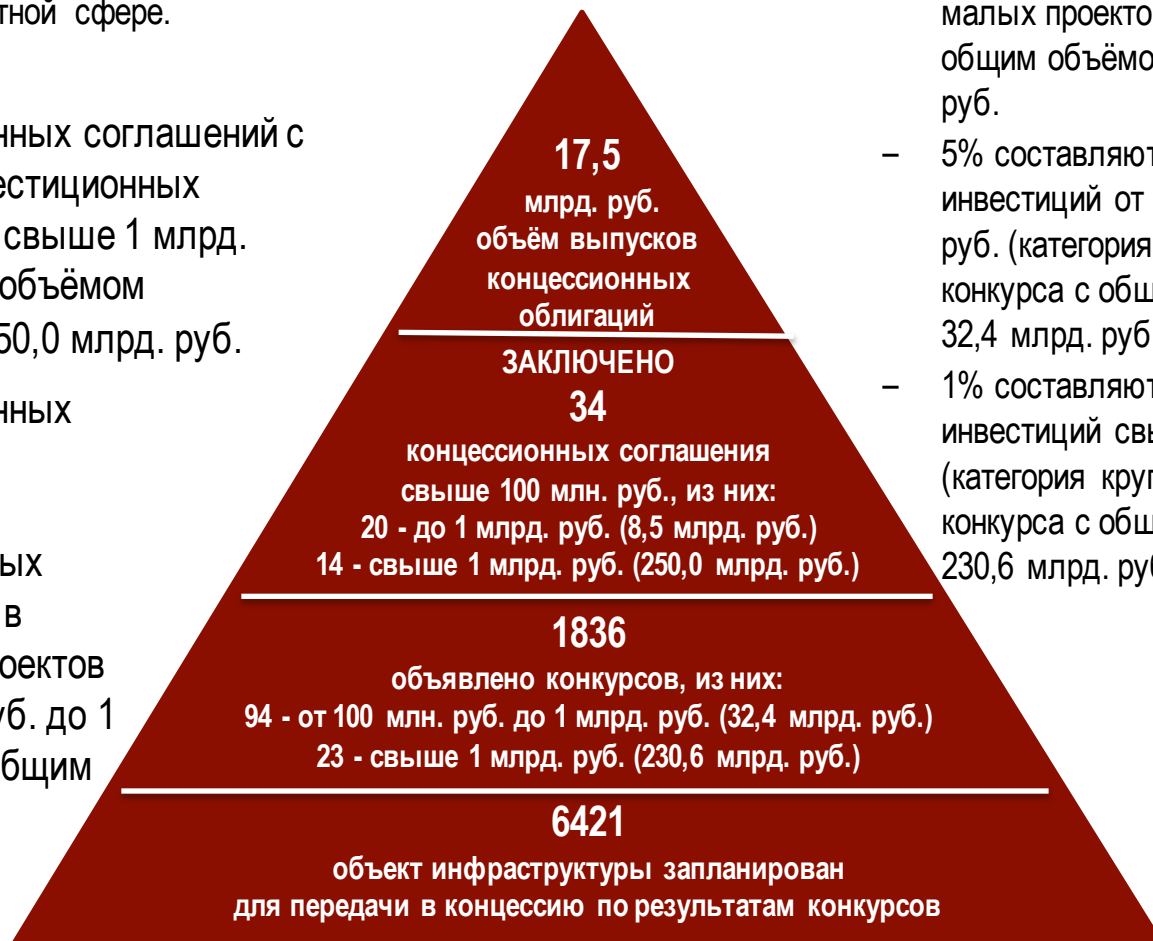 тной сфере.
нных соглашений с
естиционных
свыше 1 млрд.
объёмом
50,0 млрд. руб.
нных
ых
в
оектов
уб. до 1
бщим
17,5
млрд. руб.
объём выпусков
концессионных
облигаций
ЗАКЛЮЧЕНО
34
концессионных соглашения
свыше 100 млн. руб., из них:
20 - до 1 млрд. руб. (8,5 млрд. руб.)
14 - свыше 1 млрд. руб. (250,0 млрд. руб.)
1836
объявлено конкурсов, из них:
94 - от 100 млн. руб. до 1 млрд. руб. (32,4 млрд. руб.)
23 - свыше 1 млрд. руб. (230,6 млрд. руб.)
6421
объект инфраструктуры запланирован
для передачи в концессию по результатам конкурсов
малых проекто
общим объёмо
руб.
– 5% составляют
инвестиций от
руб. (категория
конкурса с общ
32,4 млрд. руб
– 1% составляют
инвестиций свы
(категория круп
конкурса с общ
230,6 млрд. руб